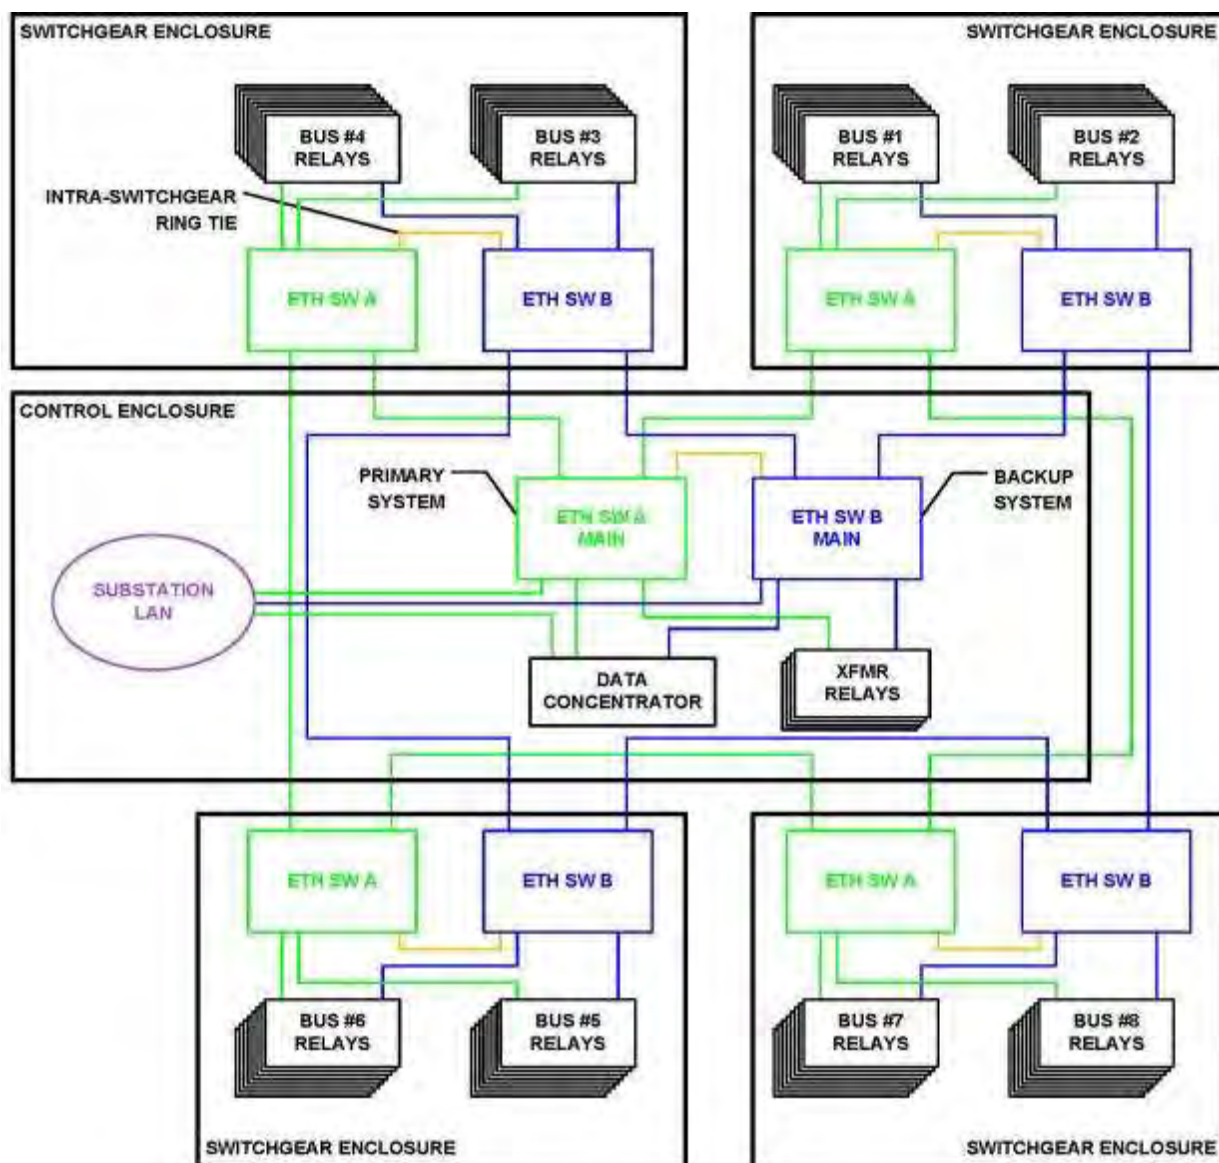 SWITCHGEAR ENCLOSURE
SWITCHGEAR ENCLOSURE
BUS #4
RELAYS
BUS #3
RELAYS
BUS #1
RELAYS
BUS #2
RELAYS
INTRA-SWITCHGEAR
RING TIE
ETH SW A
ETH SW B
ETH SW A
ETH SW B
CONTROL ENCLOSURE
PRIMARY
SYSTEM
ETH SW A
MAIN
ETH SW B
MAIN
BACKUP
SYSTEM
SUBSTATION
LAN
DATA
CONCENTRATOR
XFMR
RELAYS
ETH SW A
ETH SW B
ETH SW A
ETH SW B
BUS #6
RELAYS
BUS #5
RELAYS
BUS #7
RELAYS
BUS #8
RELAYS
SWITCHGEAR ENCLOSURE
SWITCHGEAR ENCLOSURE